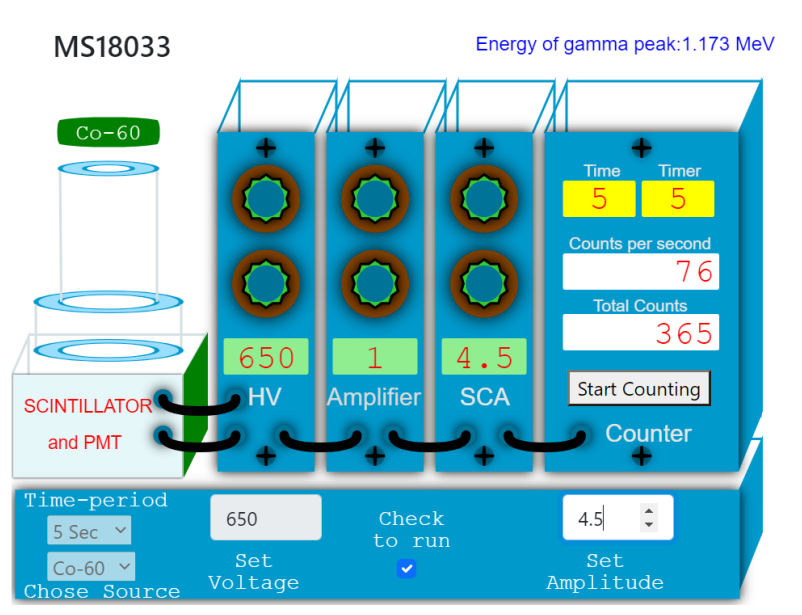 MS18033
Energy of gamma peak:1.173 MeV
Co-60
Time Timer
5 5
Counts per second
76
Total Counts
365
650 1 4.5
Start Counting
SCINTILLATOR
and PMT
HV Amplifier SCA
Counter
Time-period
5 Sec
650
Check
to run
4.5
Co-60
Set
Voltage
Set
Amplitude
Chose Source